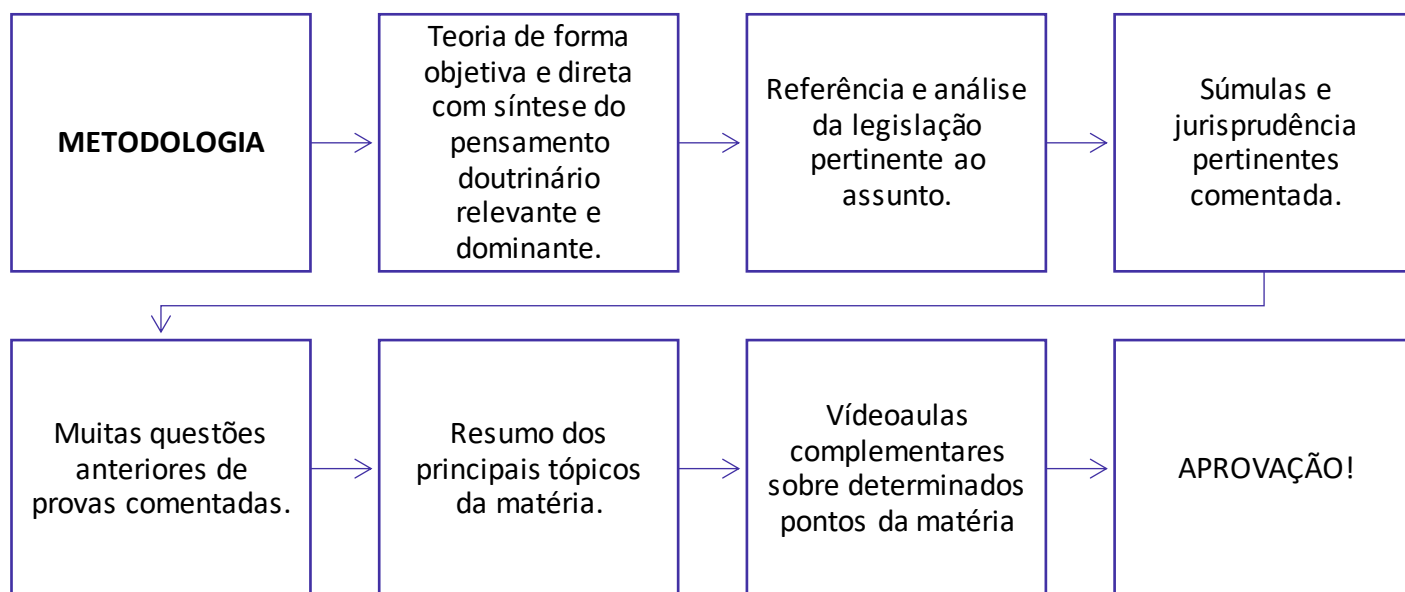 METODOLOGIA
Teoria de forma
objetiva e direta
com síntese do
pensamento
doutrinário
relevante e
dominante.
Referência e análise
da legislação
pertinente ao
assunto.
Súmulas e
jurisprudência
pertinentes
comentada.
Muitas questões
anteriores de
provas comentadas.
Resumo dos
principais tópicos
da matéria.
Vídeoaulas
complementares
sobre determinados
pontos da matéria
APROVAÇÃO!